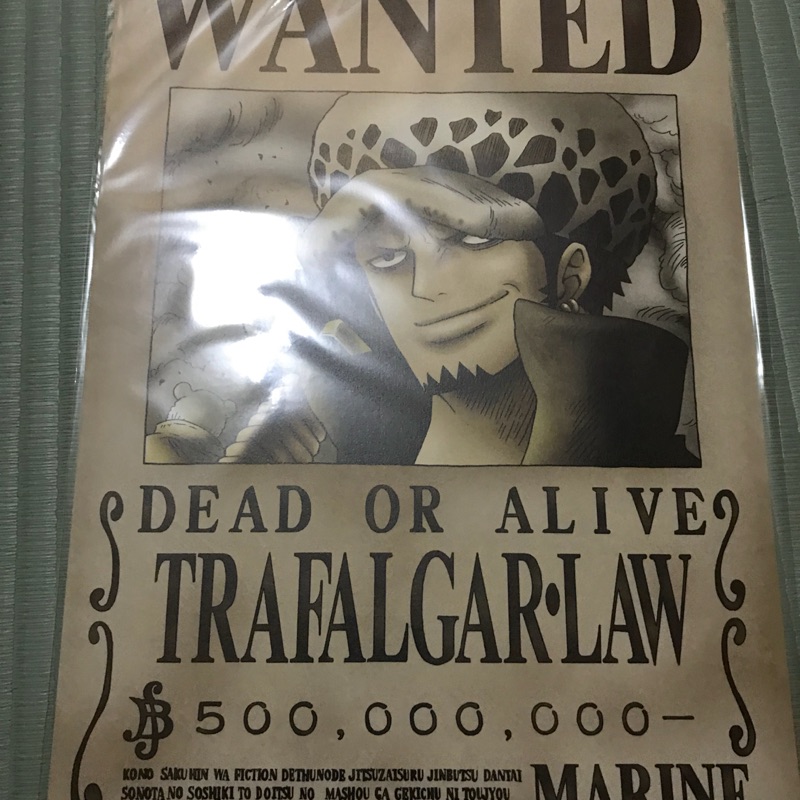 WANTED
DEAD OR ALIVE
TRAFALGAR•LAW
฿ 500,000,000—
KONO SAKUHIN WA FICTION DETHUNODE JITSUZAISURU JINBUTSU DANTAI
SONOTA NO SOSHIKI TO DOITSU NO MASHOU GA GEKICHU NI TOUJYOU
MARINE